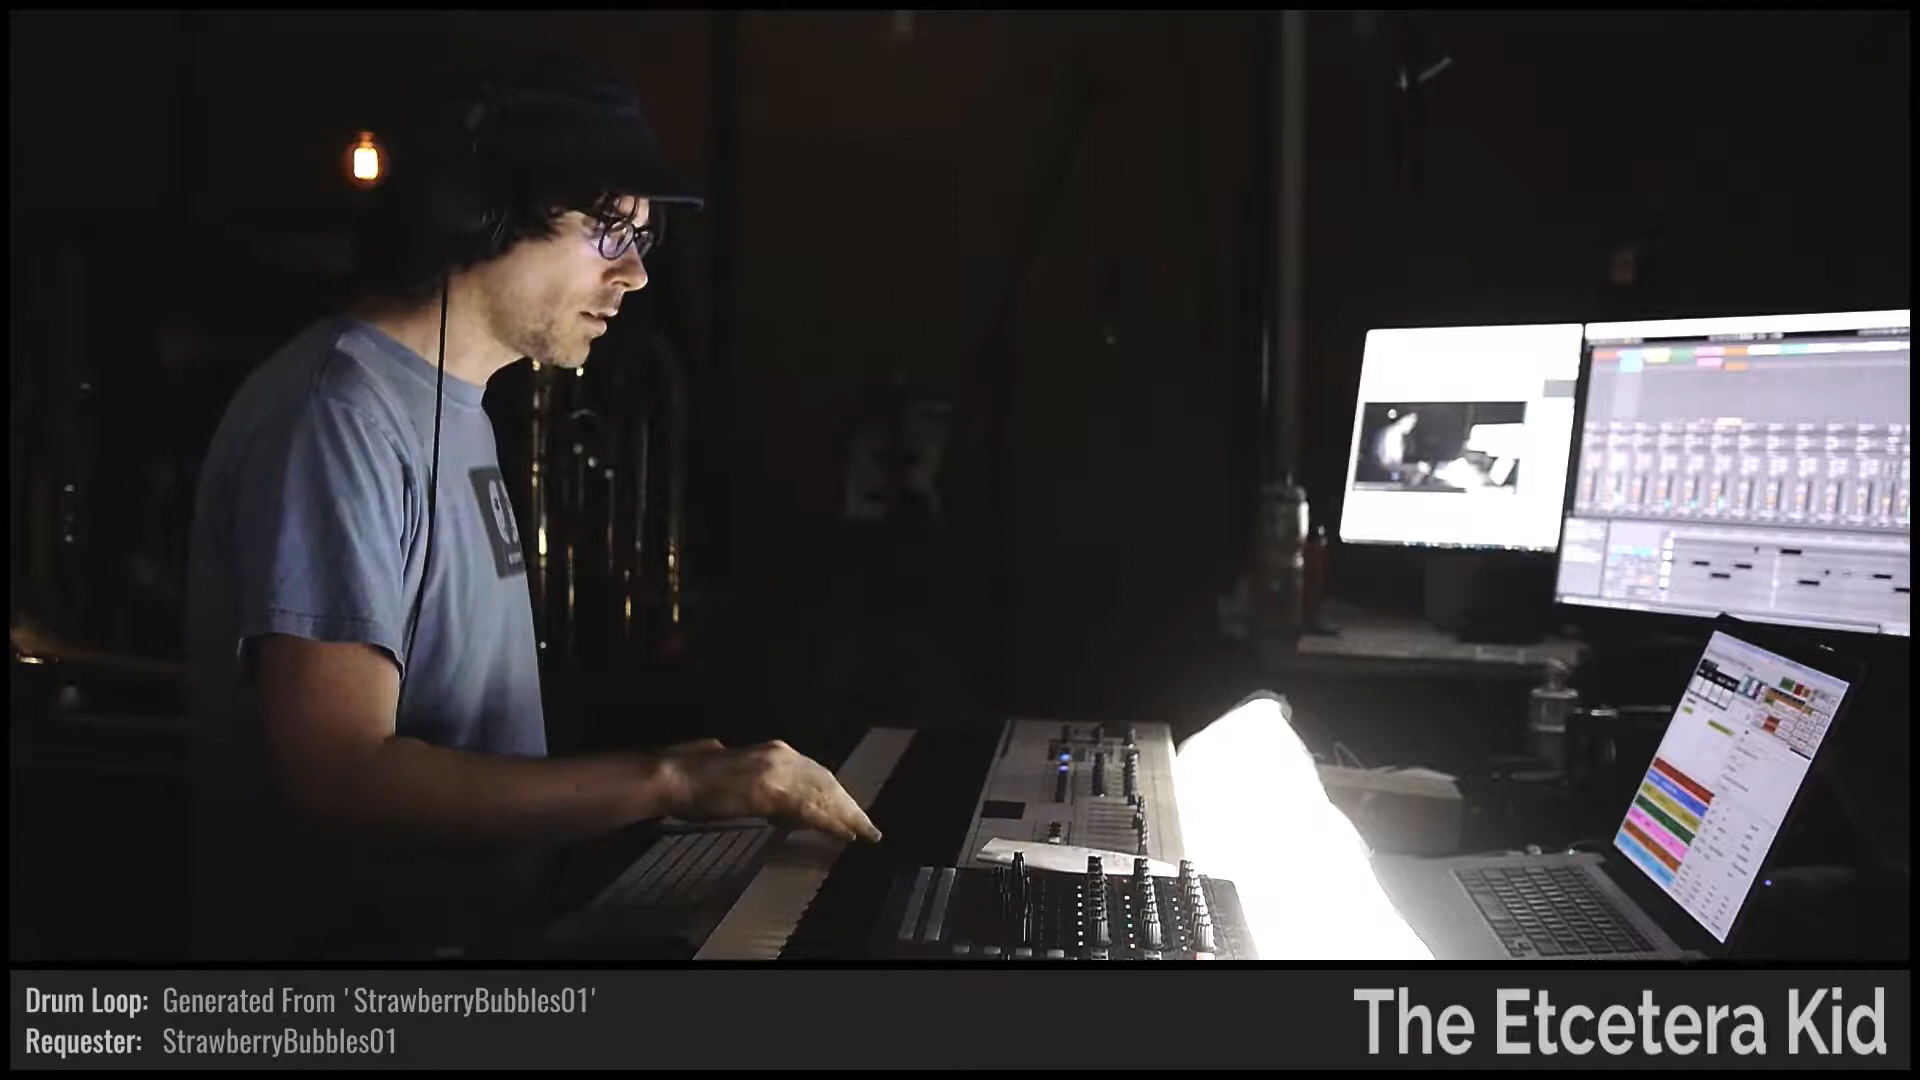 Drum Loop: Generated From 'StrawberryBubbles01'
Requester: StrawberryBubbles01
The Etcetera Kid